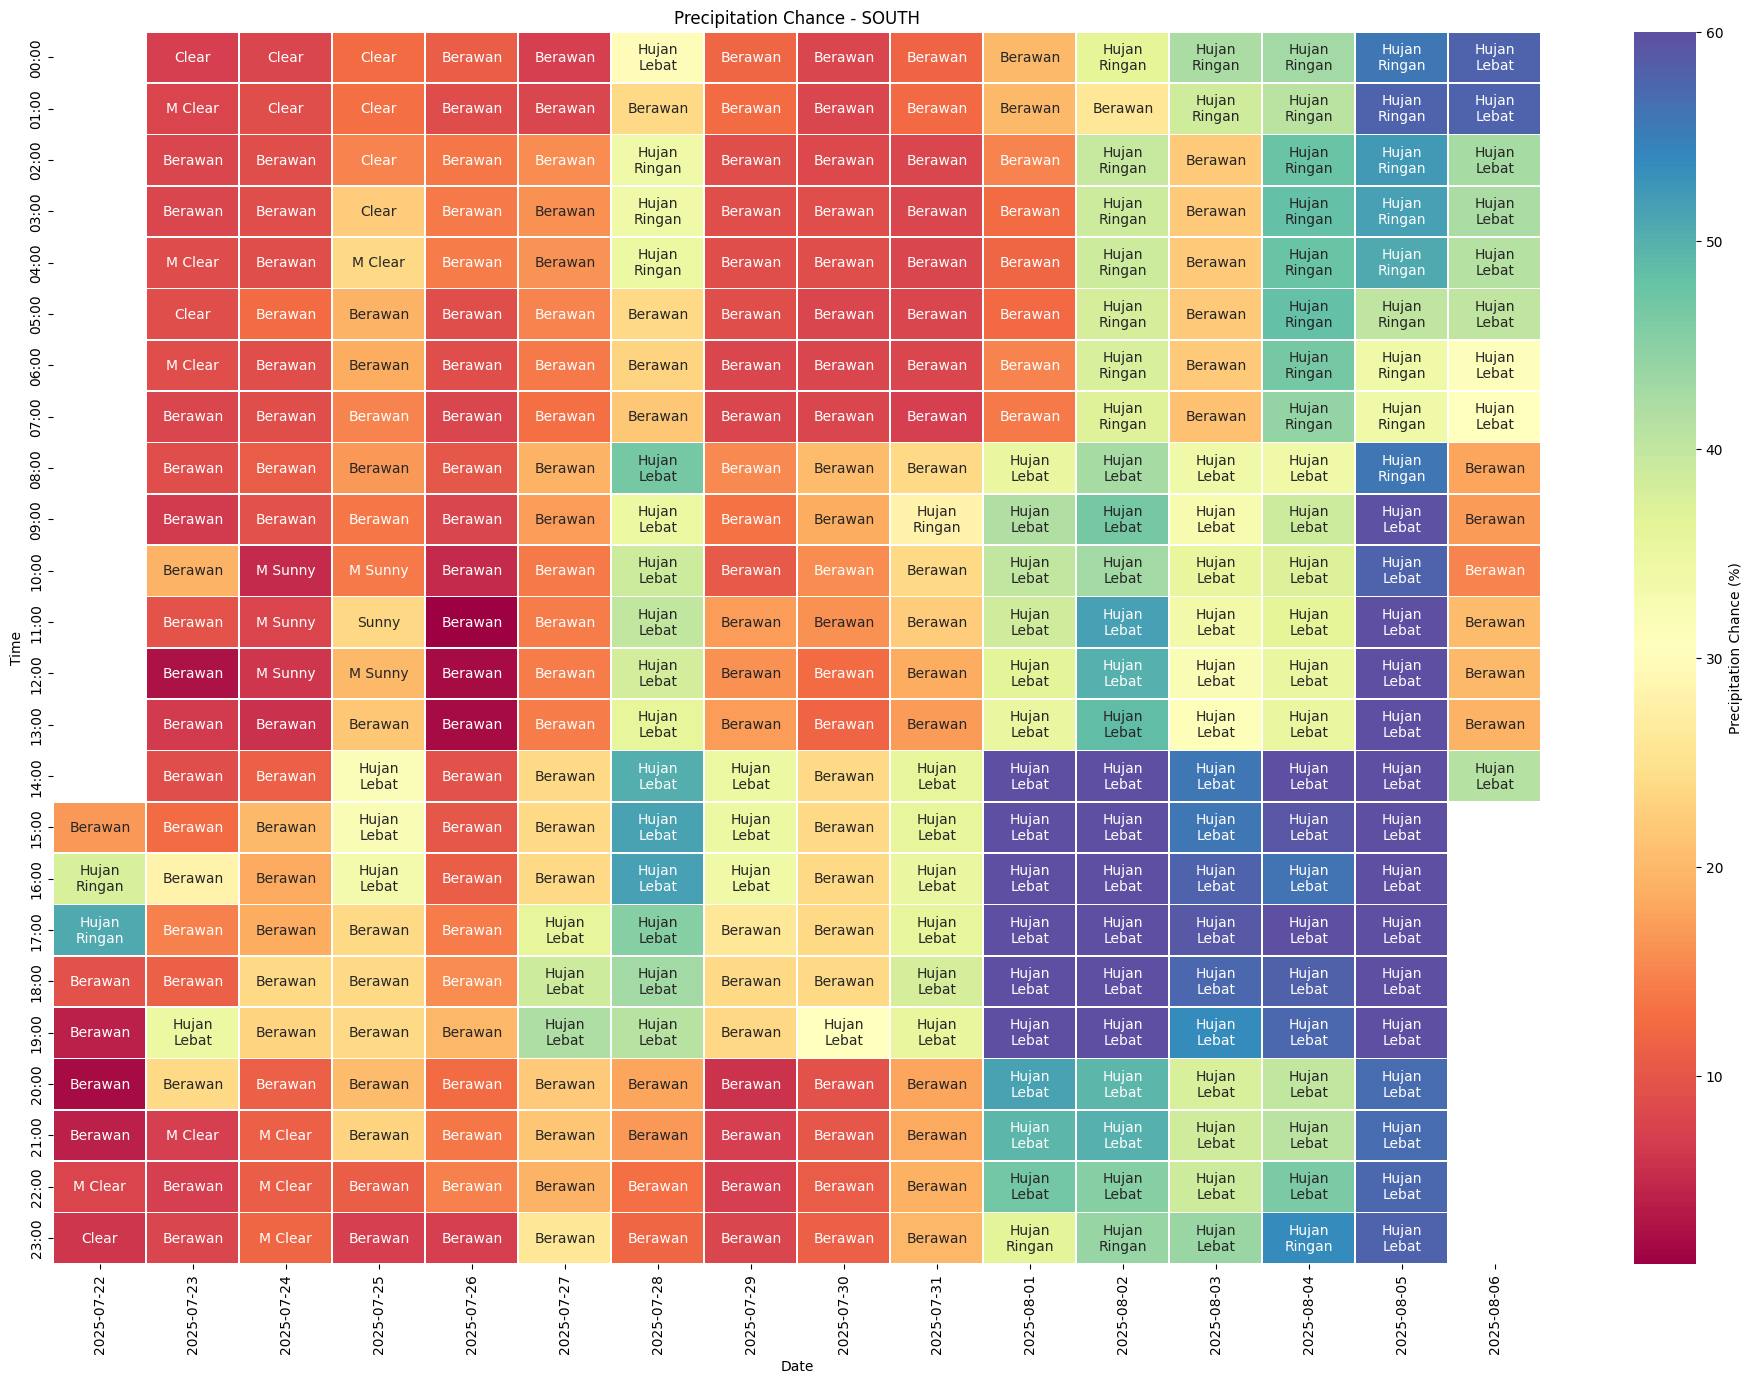 Precipitation Chance - SOUTH
00:00 Clear Clear Clear Berawan Berawan Hujan Lebat Berawan Berawan Berawan Berawan Hujan Ringan Hujan Ringan Hujan Ringan Hujan Ringan Hujan Lebat
01:00 M Clear Clear Clear Berawan Berawan Berawan Berawan Berawan Berawan Berawan Berawan Hujan Ringan Hujan Ringan Hujan Ringan Hujan Lebat
02:00 Berawan Berawan Clear Berawan Berawan Hujan Ringan Berawan Berawan Berawan Berawan Hujan Ringan Berawan Hujan Ringan Hujan Ringan Hujan Lebat
03:00 Berawan Berawan Clear Berawan Berawan Hujan Ringan Berawan Berawan Berawan Berawan Hujan Ringan Berawan Hujan Ringan Hujan Ringan Hujan Lebat
04:00 M Clear Berawan M Clear Berawan Berawan Hujan Ringan Berawan Berawan Berawan Berawan Hujan Ringan Berawan Hujan Ringan Hujan Ringan Hujan Lebat
05:00 Clear Berawan Berawan Berawan Berawan Berawan Berawan Berawan Berawan Berawan Hujan Ringan Berawan Hujan Ringan Hujan Ringan Hujan Lebat
06:00 M Clear Berawan Berawan Berawan Berawan Berawan Berawan Berawan Berawan Berawan Hujan Ringan Berawan Hujan Ringan Hujan Ringan Hujan Lebat
07:00 Berawan Berawan Berawan Berawan Berawan Berawan Berawan Berawan Berawan Berawan Hujan Ringan Berawan Hujan Ringan Hujan Ringan Hujan Lebat
08:00 Berawan Berawan Berawan Berawan Berawan Hujan Lebat Berawan Berawan Berawan Hujan Lebat Hujan Lebat Hujan Lebat Hujan Lebat Hujan Ringan Berawan
09:00 Berawan Berawan Berawan Berawan Berawan Hujan Lebat Berawan Berawan Hujan Ringan Hujan Lebat Hujan Lebat Hujan Lebat Hujan Lebat Hujan Lebat Berawan
10:00 Berawan M Sunny M Sunny Berawan Berawan Hujan Lebat Berawan Berawan Berawan Hujan Lebat Hujan Lebat Hujan Lebat Hujan Lebat Hujan Lebat Berawan
11:00 Berawan M Sunny Sunny Berawan Berawan Hujan Lebat Berawan Berawan Berawan Hujan Lebat Hujan Lebat Hujan Lebat Hujan Lebat Hujan Lebat Berawan
12:00 Berawan M Sunny M Sunny Berawan Berawan Hujan Lebat Berawan Berawan Berawan Hujan Lebat Hujan Lebat Hujan Lebat Hujan Lebat Hujan Lebat Berawan
13:00 Berawan Berawan Berawan Berawan Berawan Hujan Lebat Berawan Berawan Berawan Hujan Lebat Hujan Lebat Hujan Lebat Hujan Lebat Hujan Lebat Berawan
14:00 Berawan Berawan Hujan Lebat Berawan Berawan Hujan Lebat Hujan Lebat Berawan Hujan Lebat Hujan Lebat Hujan Lebat Hujan Lebat Hujan Lebat Hujan Lebat Hujan Lebat
15:00 Berawan Berawan Berawan Hujan Lebat Berawan Berawan Hujan Lebat Hujan Lebat Berawan Hujan Lebat Hujan Lebat Hujan Lebat Hujan Lebat Hujan Lebat Hujan Lebat
16:00 Hujan Ringan Berawan Berawan Hujan Lebat Berawan Berawan Hujan Lebat Hujan Lebat Berawan Hujan Lebat Hujan Lebat Hujan Lebat Hujan Lebat Hujan Lebat Hujan Lebat
17:00 Hujan Ringan Berawan Berawan Berawan Berawan Hujan Lebat Hujan Lebat Berawan Berawan Hujan Lebat Hujan Lebat Hujan Lebat Hujan Lebat Hujan Lebat Hujan Lebat
18:00 Berawan Berawan Berawan Berawan Berawan Hujan Lebat Hujan Lebat Berawan Berawan Hujan Lebat Hujan Lebat Hujan Lebat Hujan Lebat Hujan Lebat Hujan Lebat
19:00 Berawan Hujan Lebat Berawan Berawan Berawan Hujan Lebat Hujan Lebat Berawan Hujan Lebat Hujan Lebat Hujan Lebat Hujan Lebat Hujan Lebat Hujan Lebat Hujan Lebat
20:00 Berawan Berawan Berawan Berawan Berawan Berawan Berawan Berawan Berawan Berawan Hujan Lebat Hujan Lebat Hujan Lebat Hujan Lebat Hujan Lebat
21:00 Berawan M Clear M Clear Berawan Berawan Berawan Berawan Berawan Berawan Berawan Hujan Lebat Hujan Lebat Hujan Lebat Hujan Lebat Hujan Lebat
22:00 M Clear Berawan M Clear Berawan Berawan Berawan Berawan Berawan Berawan Berawan Hujan Lebat Hujan Lebat Hujan Lebat Hujan Lebat Hujan Lebat
23:00 Clear Berawan M Clear Berawan Berawan Berawan Berawan Berawan Berawan Berawan Hujan Ringan Hujan Ringan Hujan Lebat Hujan Ringan Hujan Lebat
Time
2025-07-22 2025-07-23 2025-07-24 2025-07-25 2025-07-26 2025-07-27 2025-07-28 2025-07-29 2025-07-30 2025-07-31 2025-08-01 2025-08-02 2025-08-03 2025-08-04 2025-08-05 2025-08-06
Date
60
50
40
30
20
10
Precipitation Chance (%)